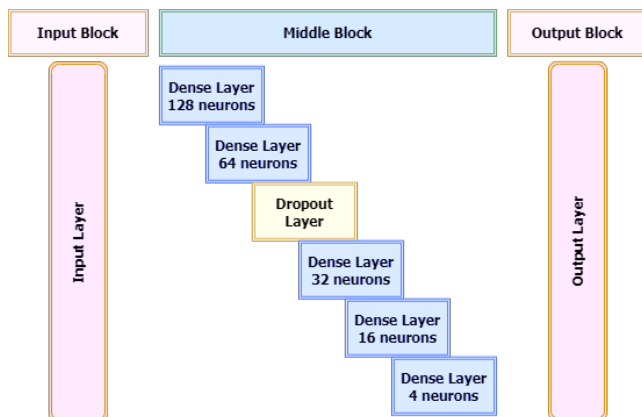 Input Block
Middle Block
Output Block
Input Layer
Dense Layer
128 neurons
Dense Layer
64 neurons
Dropout
Layer
Dense Layer
32 neurons
Dense Layer
16 neurons
Dense Layer
4 neurons
Output Layer